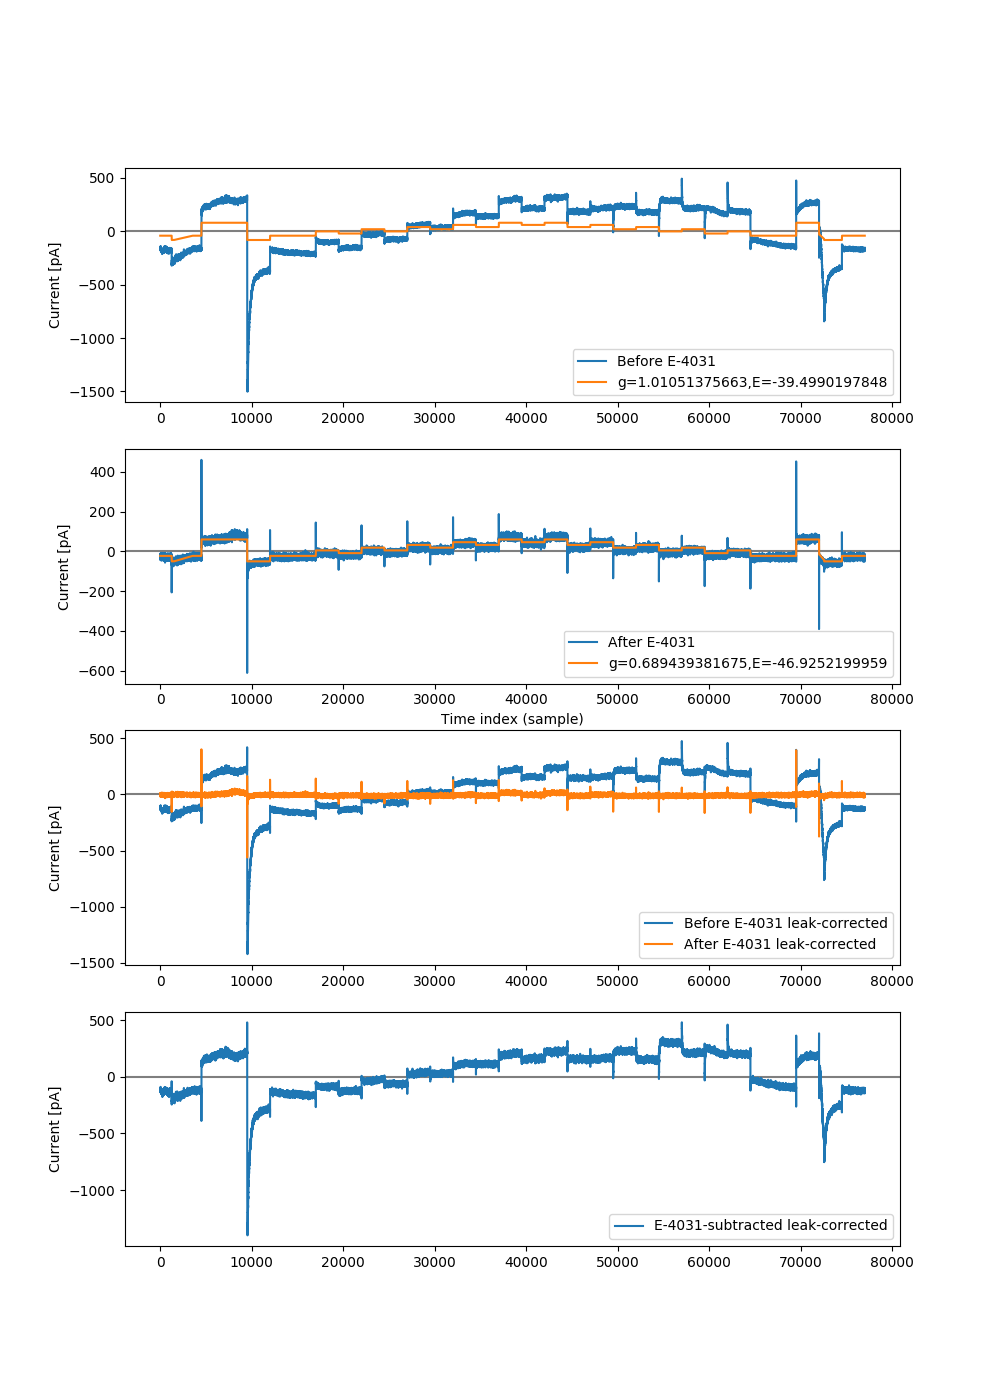 500
0
−500
−1000
−1500
Current [pA]
Before E-4031
g=1.01051375663,E=-39.4990197848
0 10000 20000 30000 40000 50000 60000 70000 80000
400
200
0
−200
−400
−600
Current [pA]
After E-4031
g=0.689439381675,E=-46.9252199959
0 10000 20000 30000 40000 50000 60000 70000 80000
Time index (sample)
500
0
−500
−1000
−1500
Current [pA]
Before E-4031 leak-corrected
After E-4031 leak-corrected
0 10000 20000 30000 40000 50000 60000 70000 80000
500
0
−500
−1000
Current [pA]
E-4031-subtracted leak-corrected
0 10000 20000 30000 40000 50000 60000 70000 80000